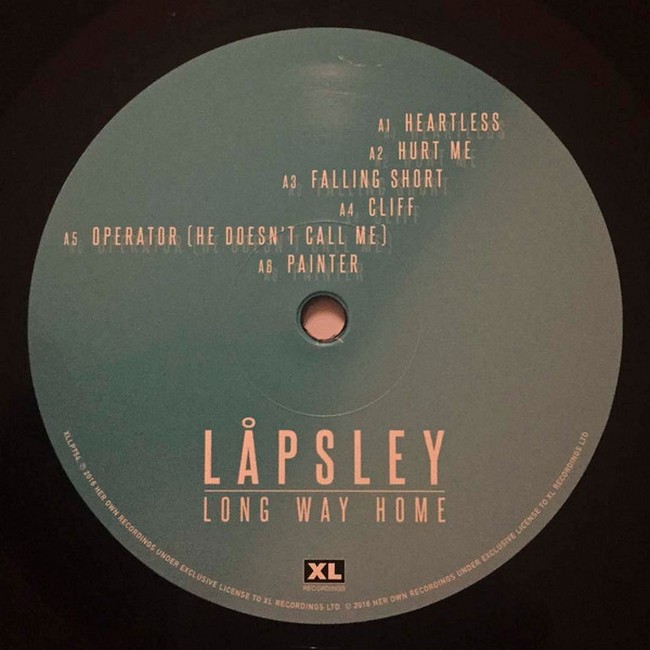 A1 HEARTLESS
A2 HURT ME
A3 FALLING SHORT
A4 CLIFF
A5 OPERATOR (HE DOESN'T CALL ME)
A6 PAINTER
LÅPSLEY
LONG WAY HOME
XL
RECORDINGS
XLLP754 ℗ 2016 HER OWN RECORDINGS UNDER EXCLUSIVE LICENSE TO XL RECORDINGS LTD © 2016 HER OWN RECORDINGS UNDER EXCLUSIVE LICENSE TO XL RECORDINGS LTD